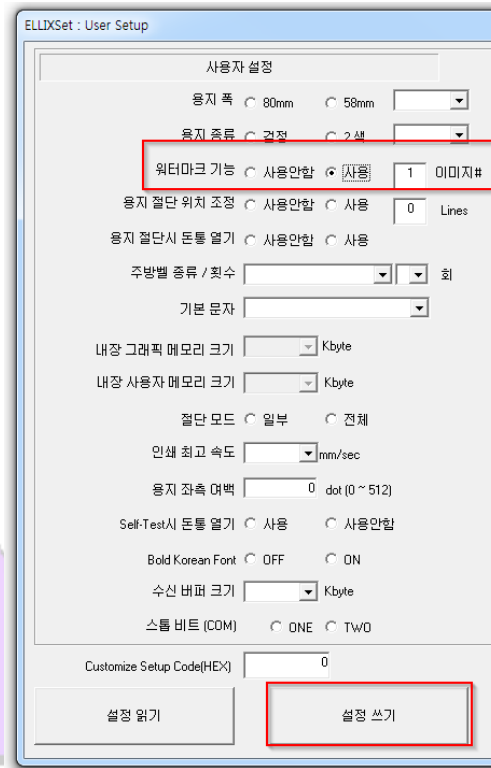 ELLIXSet : User Setup
사용자 설정
용지 폭 80mm 58mm
용지 종류 검정 2색
워터마크 기능 사용안함 사용 1 이미지#
용지 절단 위치 조정 사용안함 사용 0 Lines
용지 절단시 돈통 열기 사용안함 사용
주방벨 종류 / 횟수 회
기본 문자
내장 그래픽 메모리 크기 Kbyte
내장 사용자 메모리 크기 Kbyte
절단 모드 일부 전체
인쇄 최고 속도 mm/sec
용지 좌측 여백 0 dot (0 ~ 512)
Self-Test시 돈통 열기 사용 사용안함
Bold Korean Font OFF ON
수신 버퍼 크기 Kbyte
스톱 비트 (COM) ONE TWO
Customize Setup Code(HEX) 0
설정 읽기 설정 쓰기